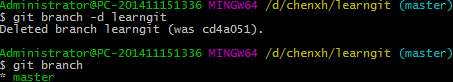 Administrator@PC-201411151336 MINGW64 /d/chenxh/learngit (master)
$ git branch -d learngit
Deleted branch learngit (was cd4a051).
Administrator@PC-201411151336 MINGW64 /d/chenxh/learngit (master)
$ git branch
* master